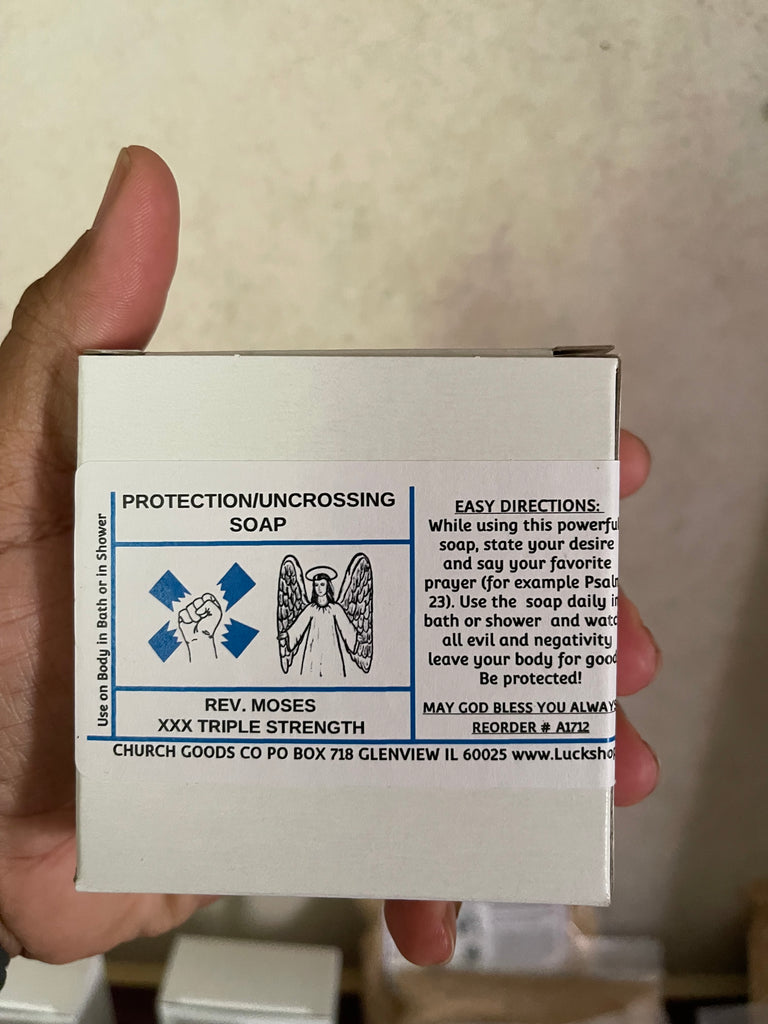 Use on Body in Bath or in Shower
PROTECTION/UNCROSSING
SOAP
REV. MOSES
XXX TRIPLE STRENGTH
EASY DIRECTIONS:
While using this powerful
soap, state your desire
and say your favorite
prayer (for example Psalm
23). Use the soap daily in
bath or shower and watc
all evil and negativity
leave your body for good
Be protected!
MAY GOD BLESS YOU ALWAYS
REORDER # A1712
CHURCH GOODS CO PO BOX 718 GLENVIEW IL 60025 www.Luckshop